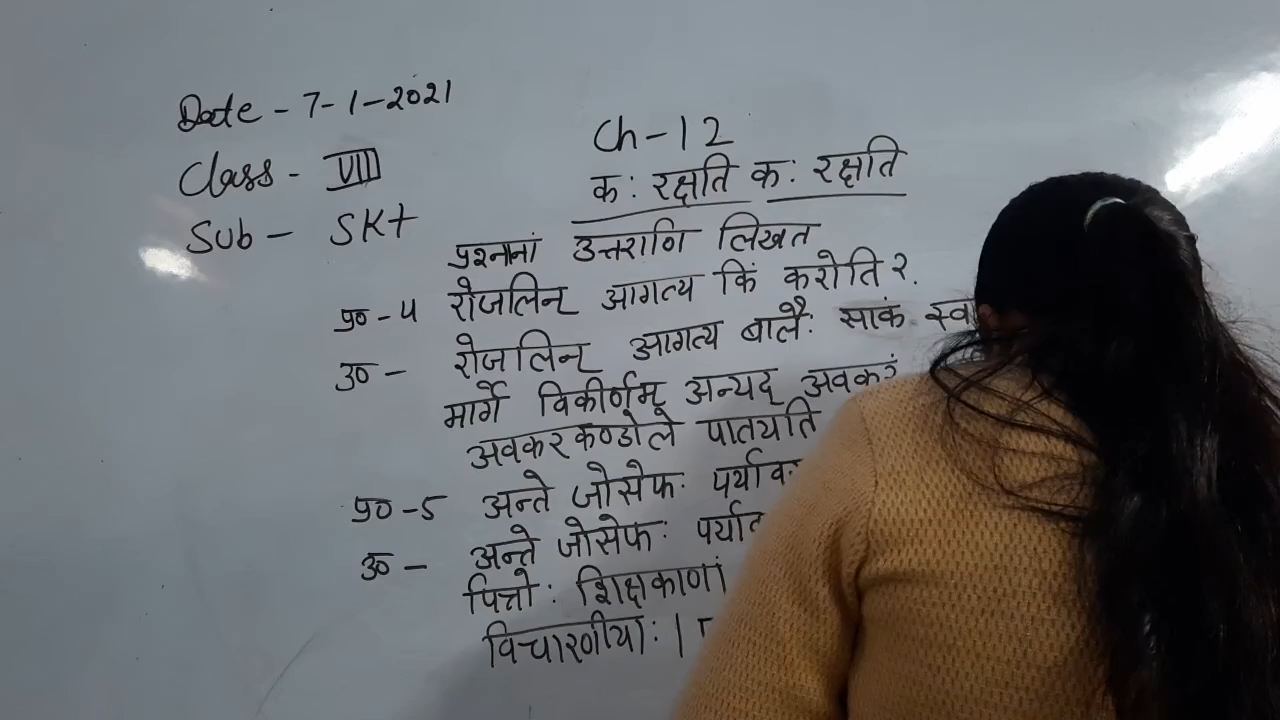 Date - 7-1-2021
Class - VIII
Sub - SKt
Ch-12
कः रक्षति कः रक्षति
प्रश्नानां उत्तराणि लिखत
प्र०-4 रोजलिन् आगत्य किं करोति ?.
उ० - रोजलिन् आगत्य बालैः साकं
मार्गे विकीर्णम् अन्यद् अवकरं
अवकरकण्डोले पातयति
प्र०-5 अन्ते जोसेफः
उ० - अन्ते जोसेफः
पित्रोः शिक्षकाणां
विचारणीयाः ।